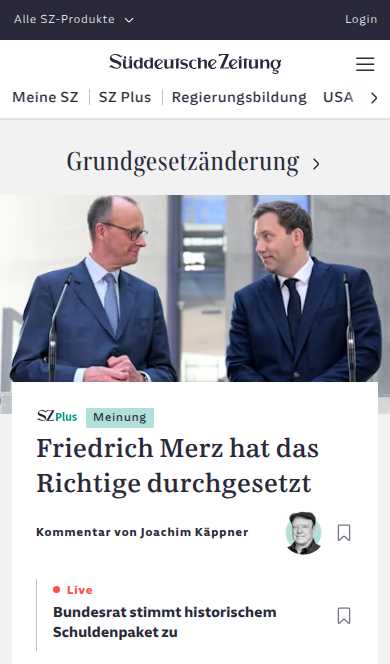 Alle SZ-Produkte
Login
Süddeutsche Zeitung
Meine SZ
SZ Plus
Regierungsbildung
USA
Grundgesetzänderung
SZ Plus
Meinung
Friedrich Merz hat das
Richtige durchgesetzt
Kommentar von Joachim Käppner
Live
Bundesrat stimmt historischem
Schuldenpaket zu